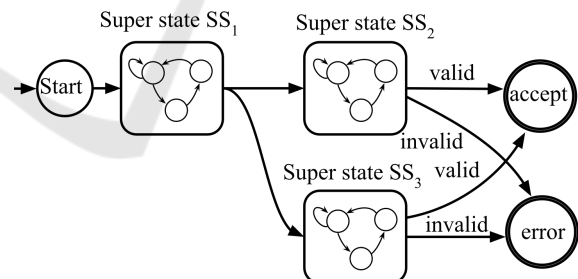 Super state SS1
Super state SS2
Start
valid
accept
invalid
valid
Super state SS3
invalid
error